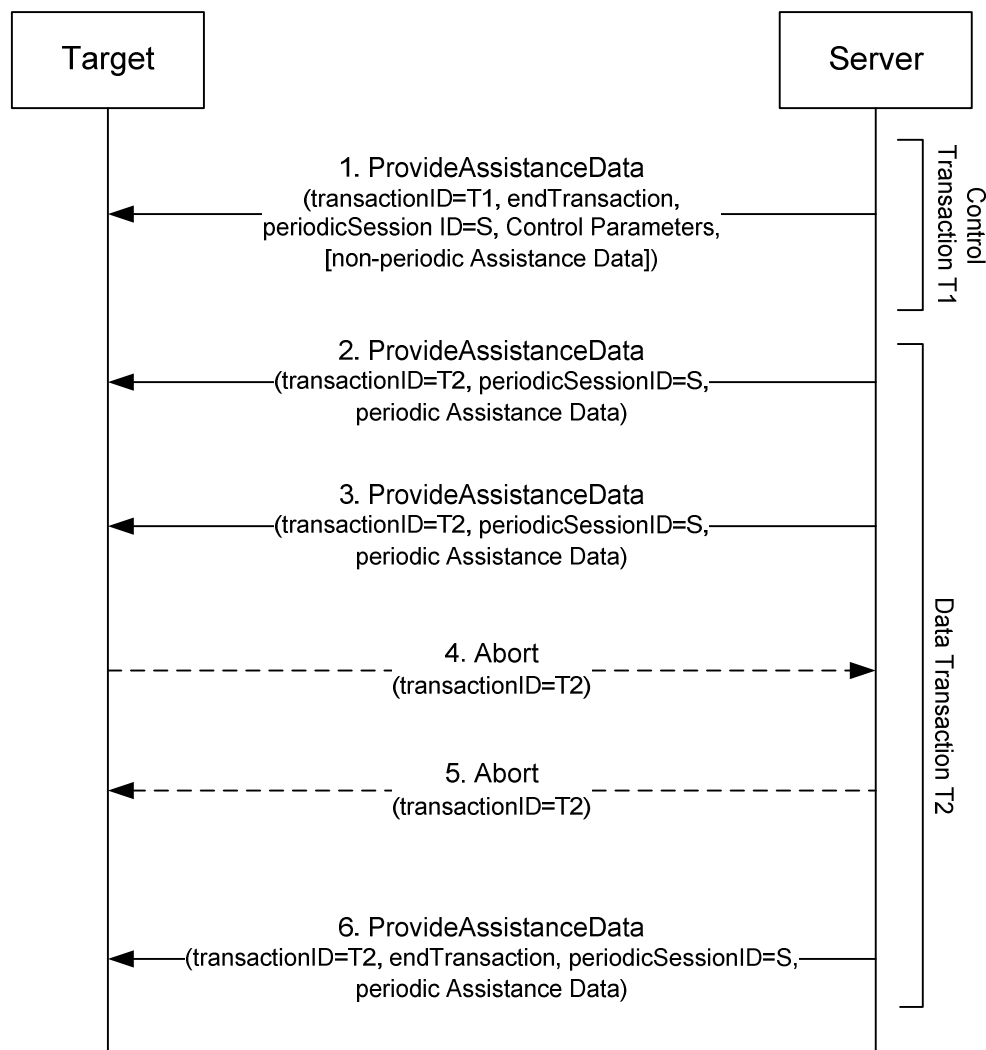 Target
Server
1. ProvideAssistanceData
(transactionID=T1, endTransaction,
periodicSession ID=S, Control Parameters,
[non-periodic Assistance Data])
Control
Transaction T1
2. ProvideAssistanceData
(transactionID=T2, periodicSessionID=S,
periodic Assistance Data)
3. ProvideAssistanceData
(transactionID=T2, periodicSessionID=S,
periodic Assistance Data)
4. Abort
(transactionID=T2)
Data Transaction T2
5. Abort
(transactionID=T2)
6. ProvideAssistanceData
(transactionID=T2, endTransaction, periodicSessionID=S,
periodic Assistance Data)